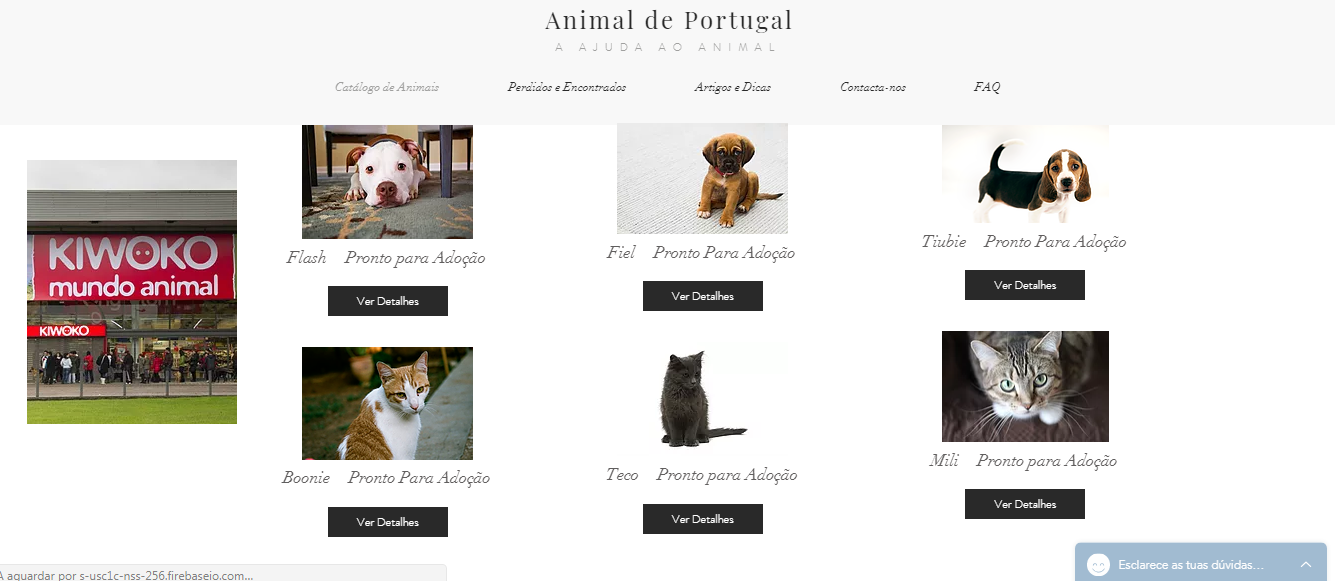 Animal de Portugal
A AJUDA AO ANIMAL
Catálogo de Animais Perdidos e Encontrados Artigos e Dicas Contacta-nos FAQ
KIWOKO
mundo animal
KIWOKO
Flash Pronto para Adoção
Ver Detalhes
Fiel Pronto Para Adoção
Ver Detalhes
Tiubie Pronto Para Adoção
Ver Detalhes
Boonie Pronto Para Adoção
Ver Detalhes
Teco Pronto para Adoção
Ver Detalhes
Mili Pronto para Adoção
Ver Detalhes
A aguardar por s-usc1c-nss-256.firebaseio.com...
Esclarece as tuas dúvidas...